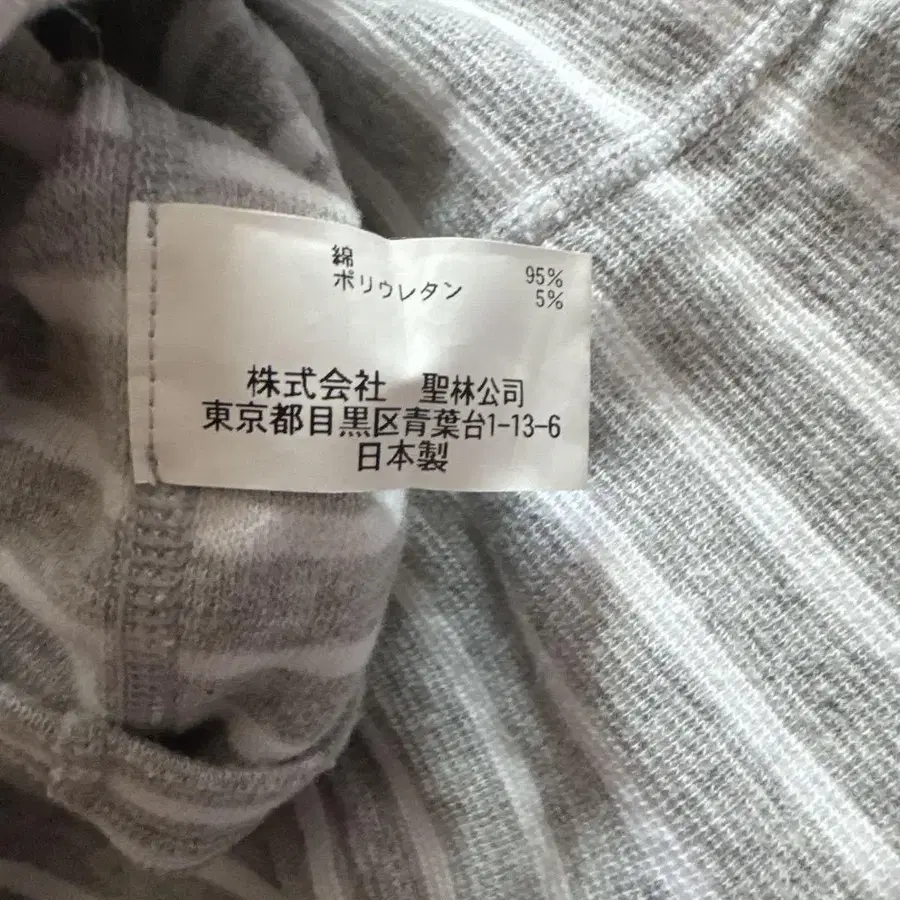 綿 95%
ポリウレタン 5%
株式会社 聖林公司
東京都目黒区青葉台1-13-6
日本製